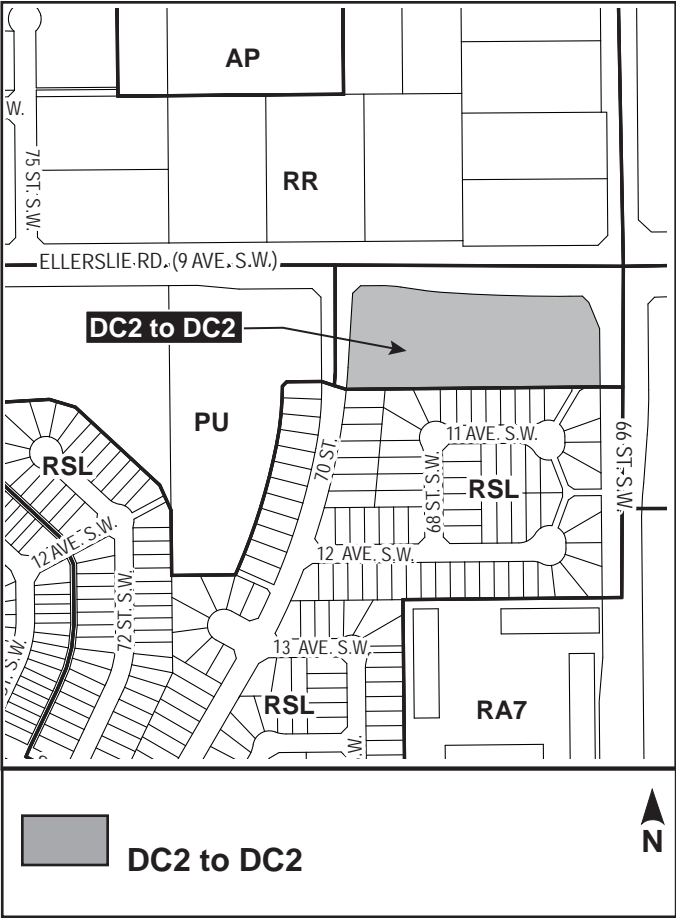 AP
W.
75 ST. S.W.
RR
ELLERSLIE RD. (9 AVE. S.W.)
DC2 to DC2
PU
70 ST.
11 AVE. S.W.
66 ST. S.W.
RSL
RSL
68 ST. S.W.
12 AVE. S.W.
12 AVE. S.W.
72 ST. S.W.
13 AVE. S.W.
ST. S.W.
RSL
RA7
W.
DC2 to DC2
N